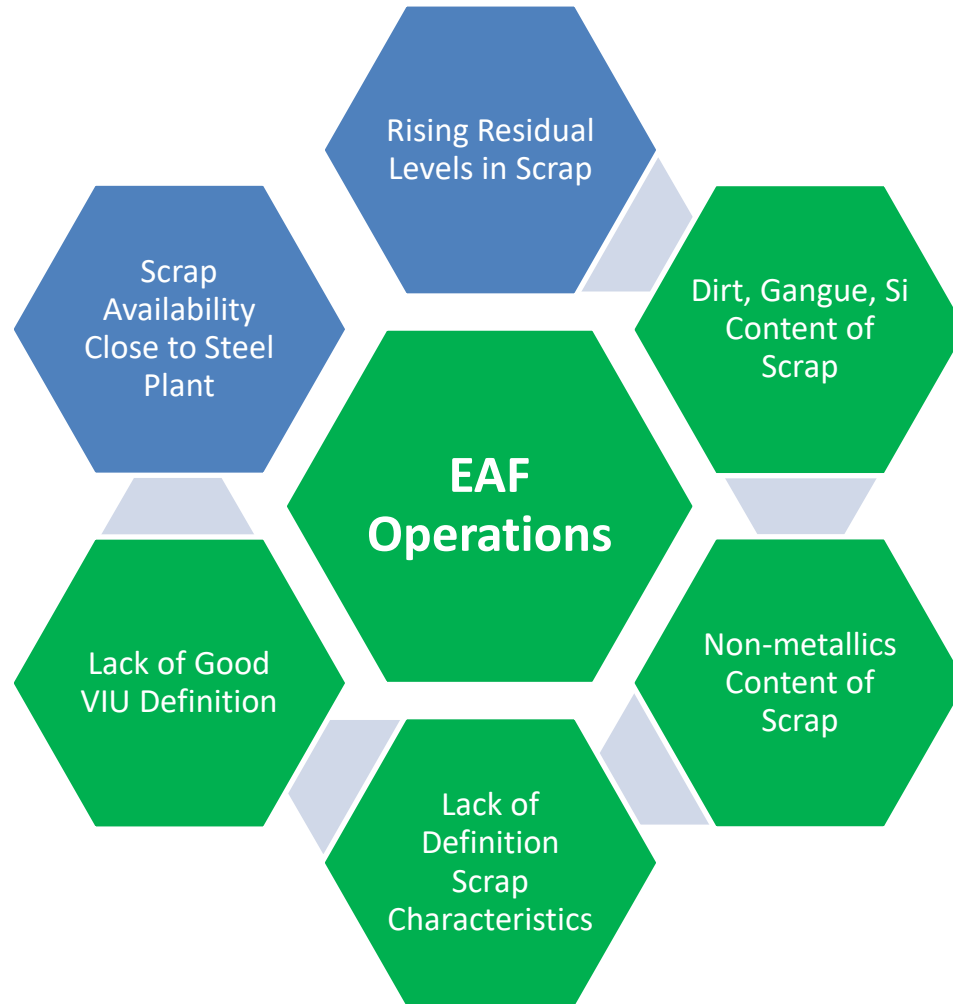 Rising Residual
Levels in Scrap
Scrap
Availability
Close to Steel
Plant
Dirt, Gangue, Si
Content of
Scrap
EAF
Operations
Lack of Good
VIU Definition
Non-metallics
Content of
Scrap
Lack of
Definition
Scrap
Characteristics